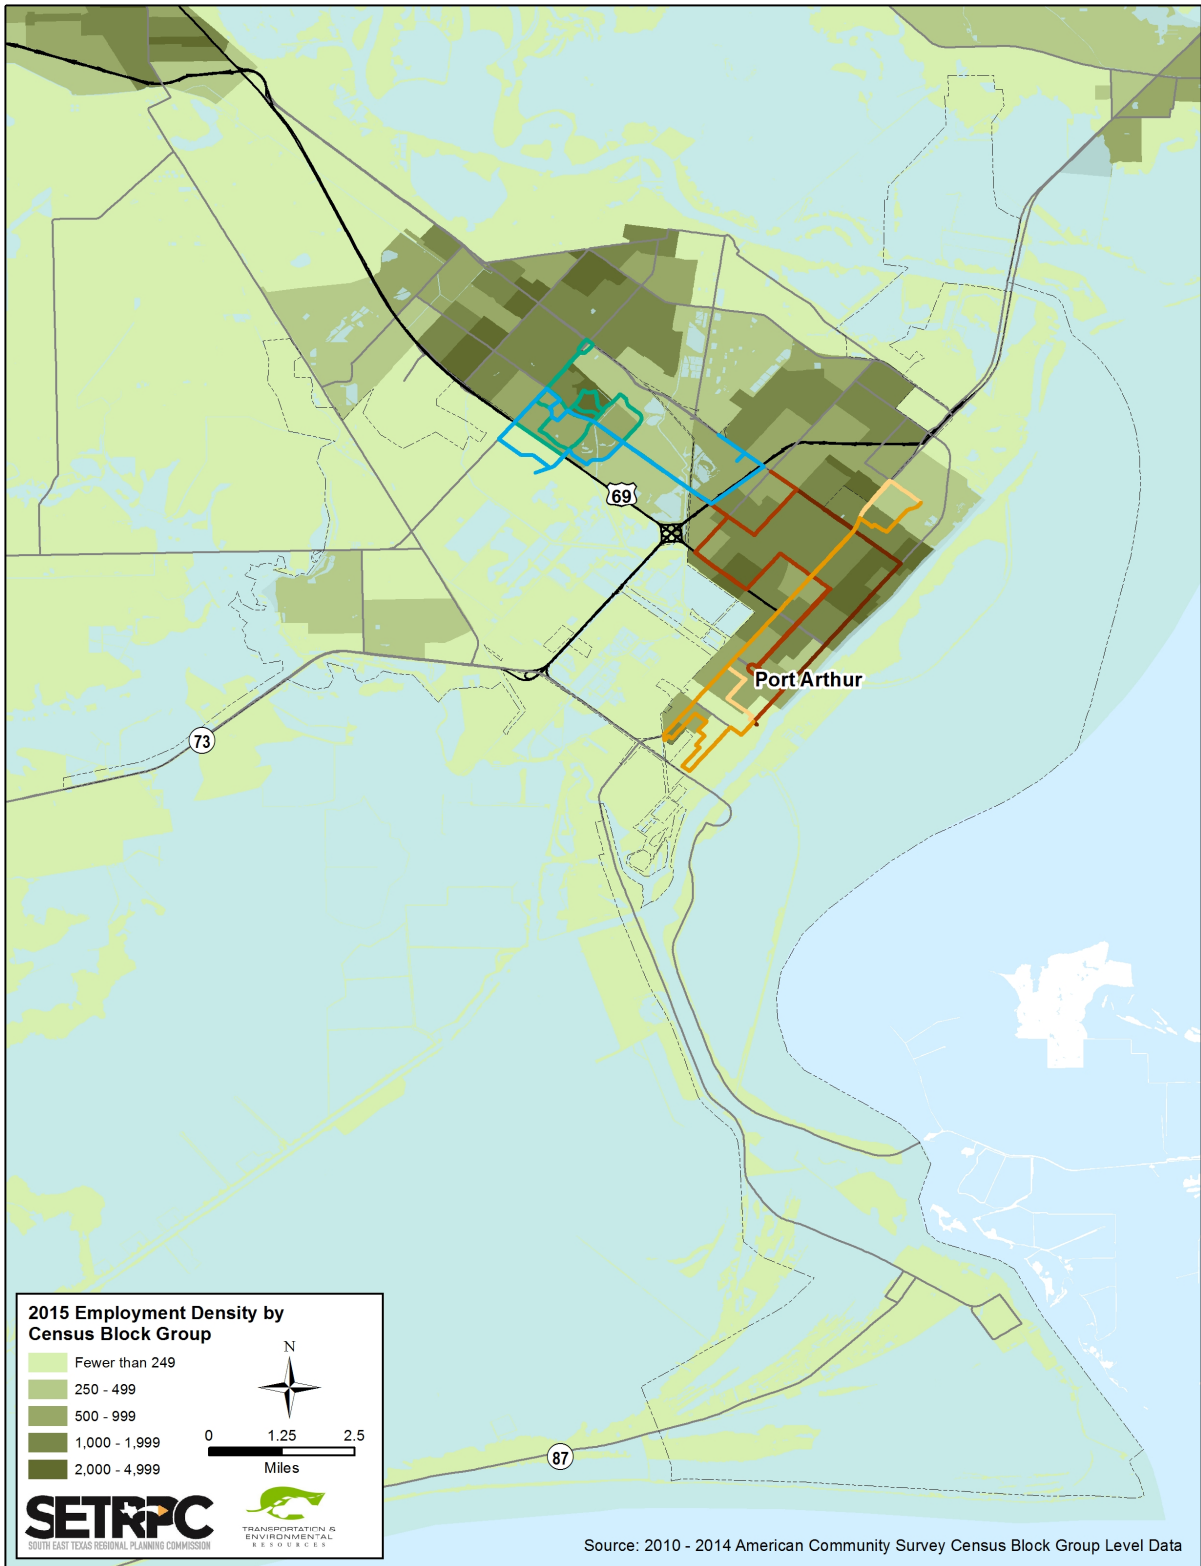 69
Port Arthur
73
87
2015 Employment Density by
Census Block Group
Fewer than 249
250 - 499
500 - 999
1,000 - 1,999
2,000 - 4,999
N
0 1.25 2.5
Miles
SETRPC
SOUTH EAST TEXAS REGIONAL PLANNING COMMISSION
TRANSPORTATION &
ENVIRONMENTAL
RESOURCES
Source: 2010 - 2014 American Community Survey Census Block Group Level Data